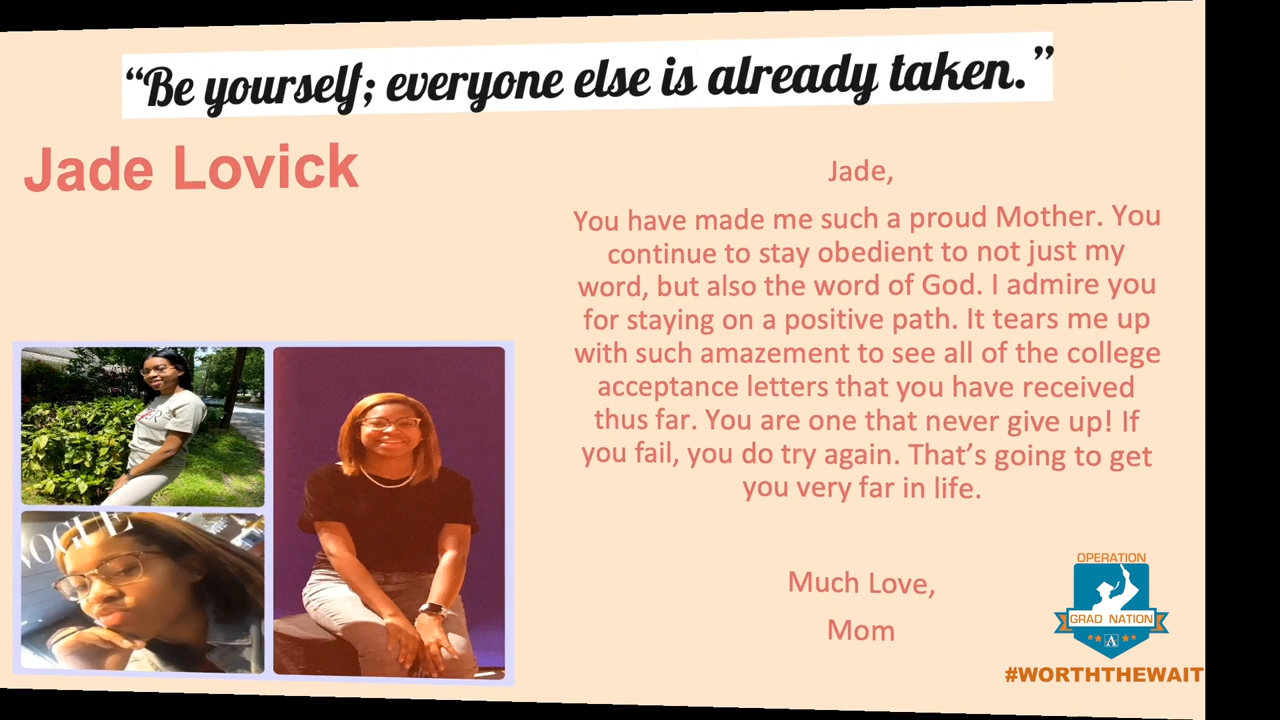 “Be yourself; everyone else is already taken.”
Jade Lovick
Jade,
You have made me such a proud Mother. You
continue to stay obedient to not just my
word, but also the word of God. I admire you
for staying on a positive path. It tears me up
with such amazement to see all of the college
acceptance letters that you have received
thus far. You are one that never give up! If
you fail, you do try again. That’s going to get
you very far in life.
Much Love,
Mom
VOGUE
OPERATION
GRAD NATION
A
#WORTHTHEWAIT